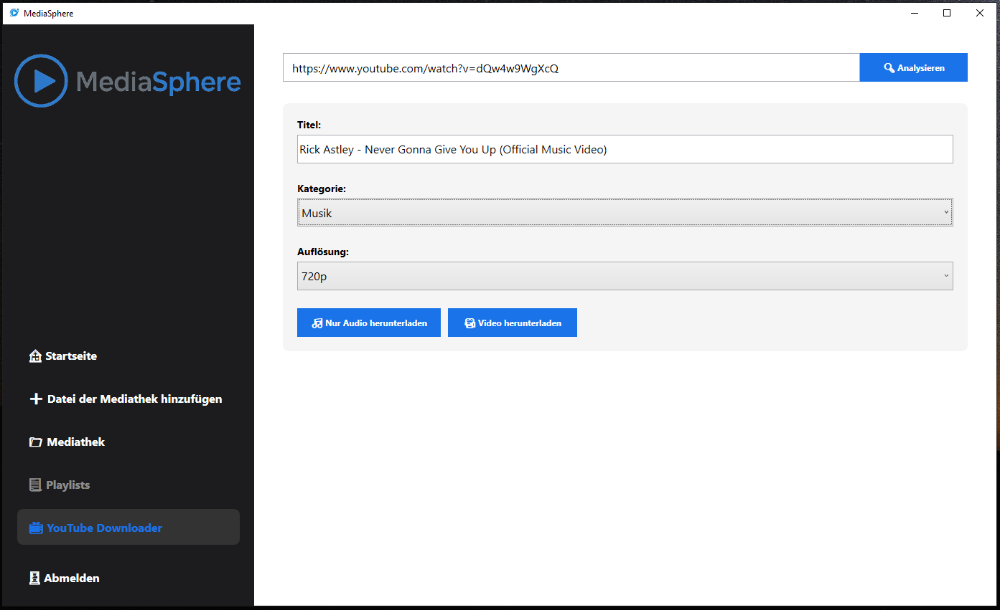 MediaSphere
MediaSphere
https://www.youtube.com/watch?v=dQw4w9WgXcQ
Analysieren
Titel:
Rick Astley - Never Gonna Give You Up (Official Music Video)
Kategorie:
Musik
Auflösung:
720p
Nur Audio herunterladen
Video herunterladen
Startseite
Datei der Mediathek hinzufügen
Mediathek
Playlists
YouTube Downloader
Abmelden